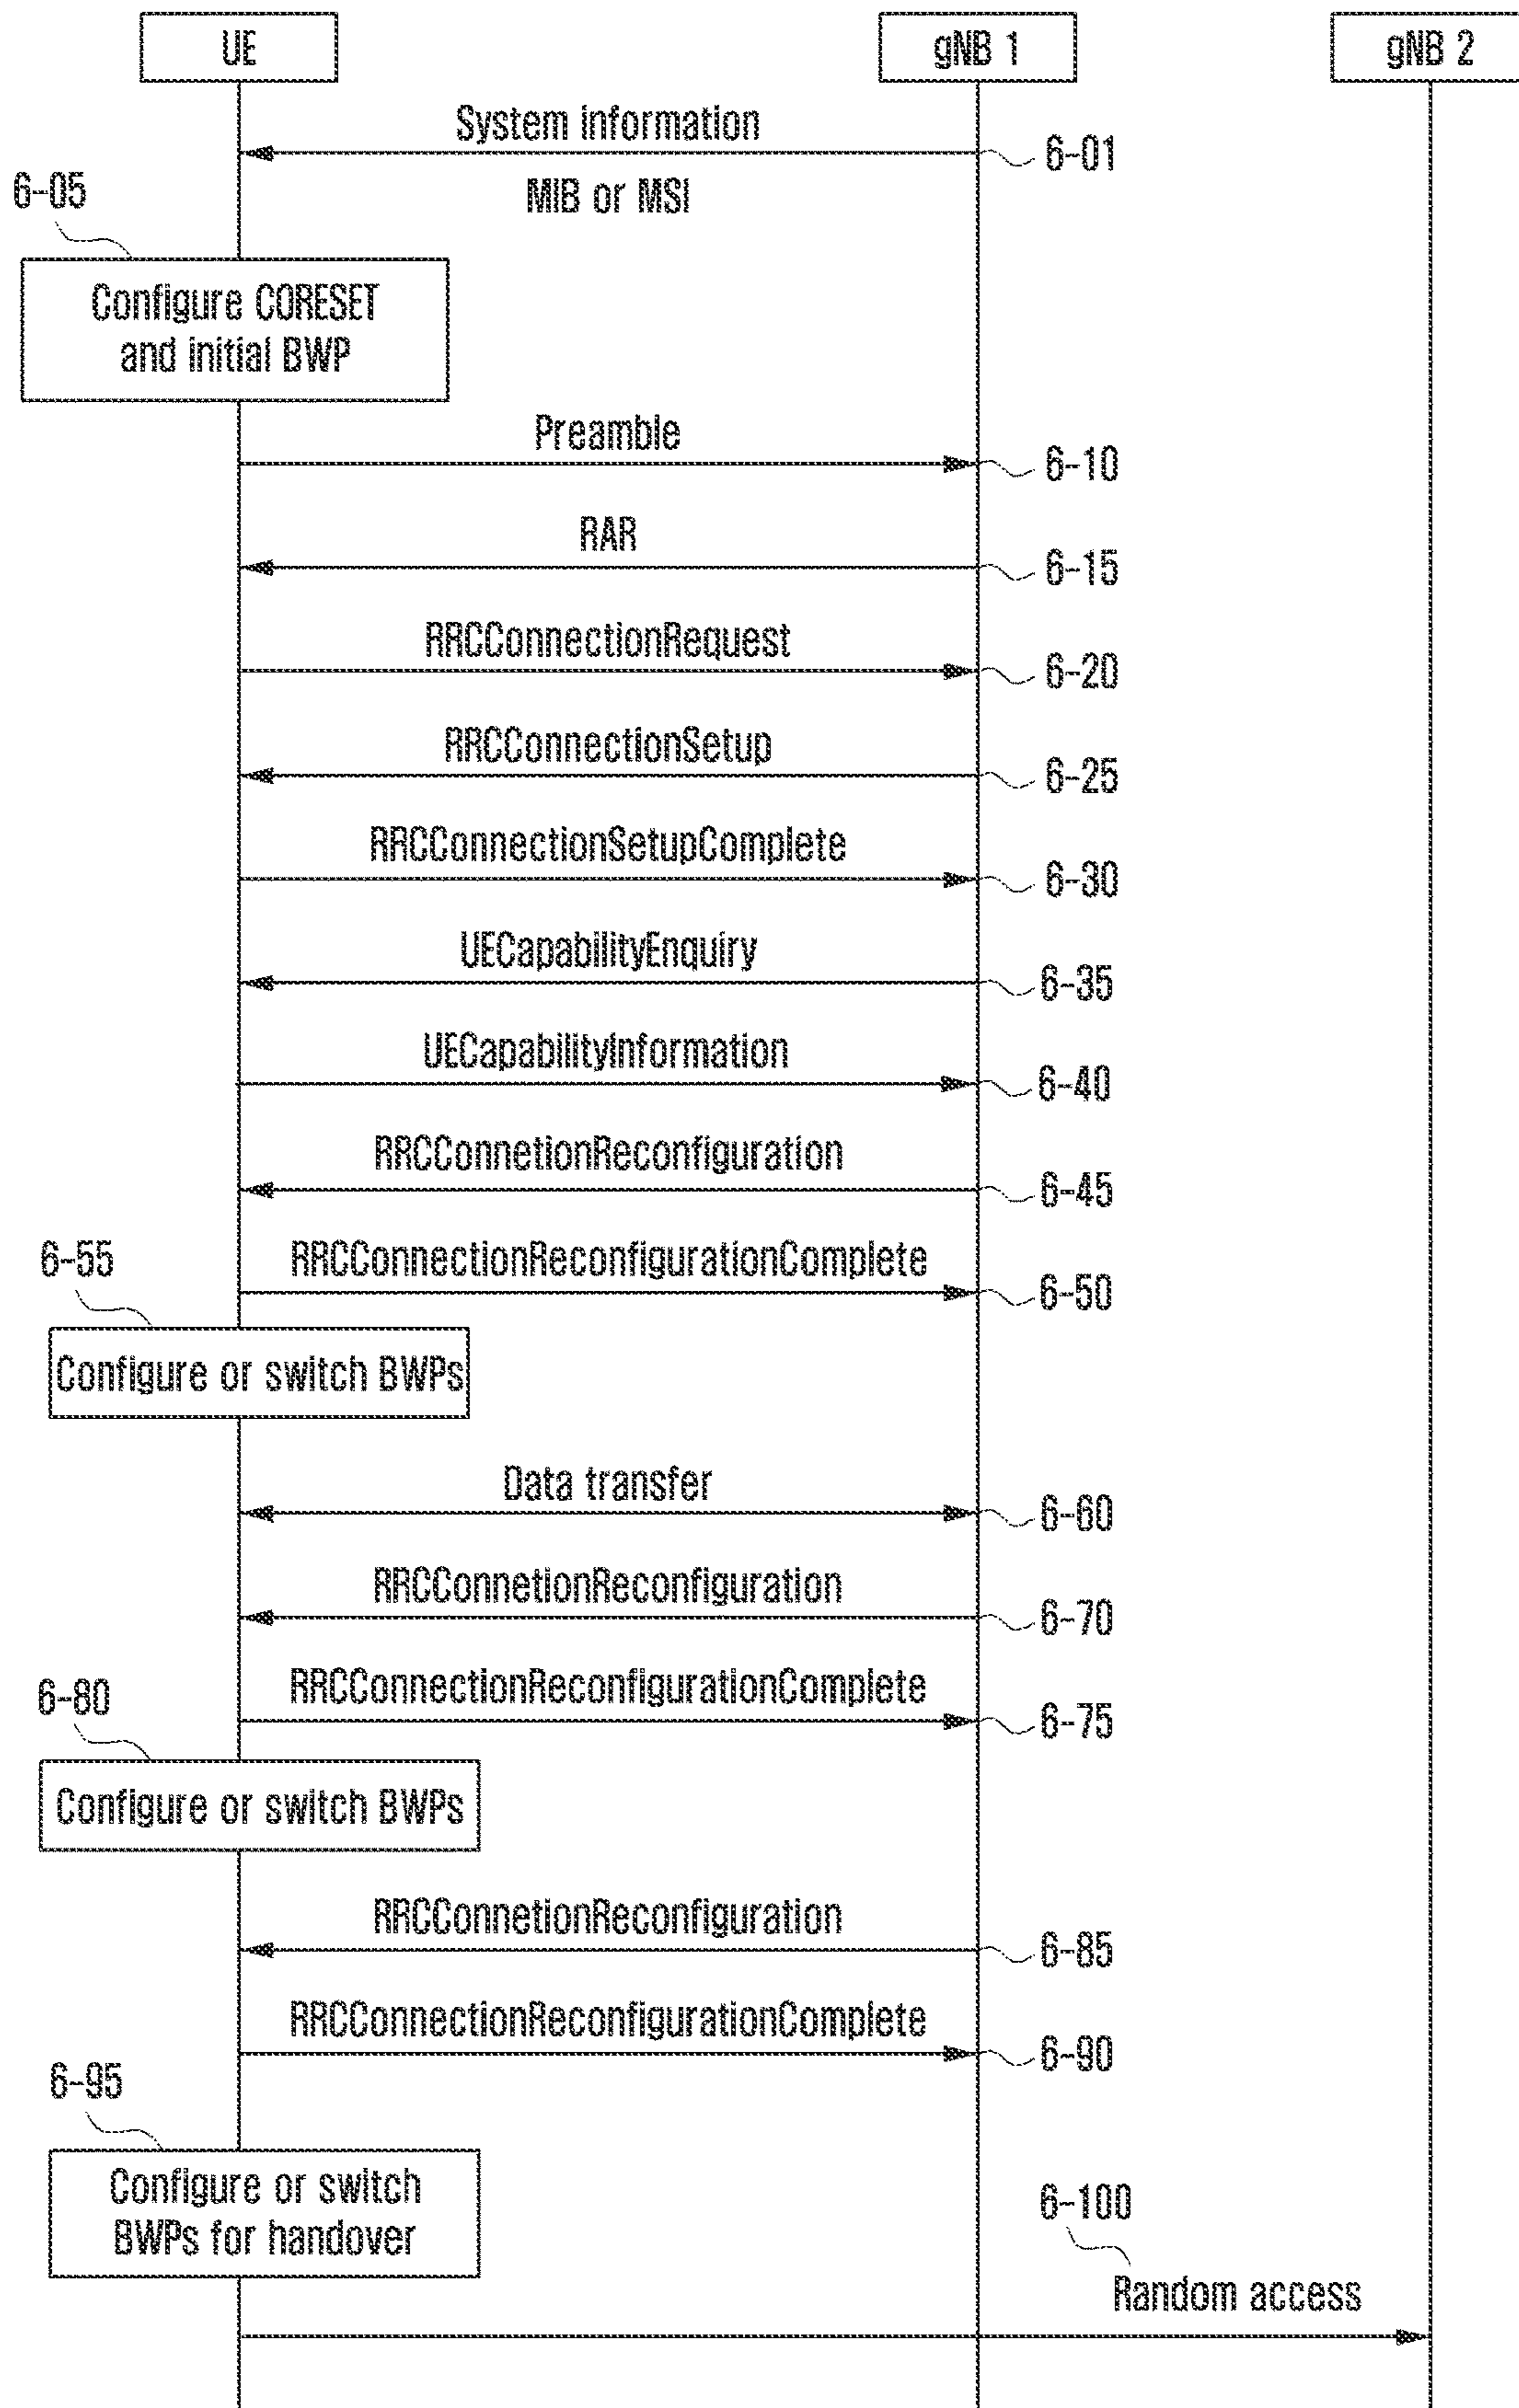 UE
gNB 1
gNB 2
System information
6-01
MIB or MSI
6-05
Configure CORESET
and initial BWP
Preamble
6-10
RAR
6-15
RRCConnectionRequest
6-20
RRCConnectionSetup
6-25
RRCConnectionSetupComplete
6-30
UECapabilityEnquiry
6-35
UECapabilityInformation
6-40
RRCConnetionReconfiguration
6-45
6-55
RRCConnectionReconfigurationComplete
6-50
Configure or switch BWPs
Data transfer
6-60
RRCConnetionReconfiguration
6-70
6-80
RRCConnectionReconfigurationComplete
6-75
Configure or switch BWPs
RRCConnetionReconfiguration
6-85
RRCConnectionReconfigurationComplete
6-90
6-95
Configure or switch
BWPs for handover
6-100
Random access